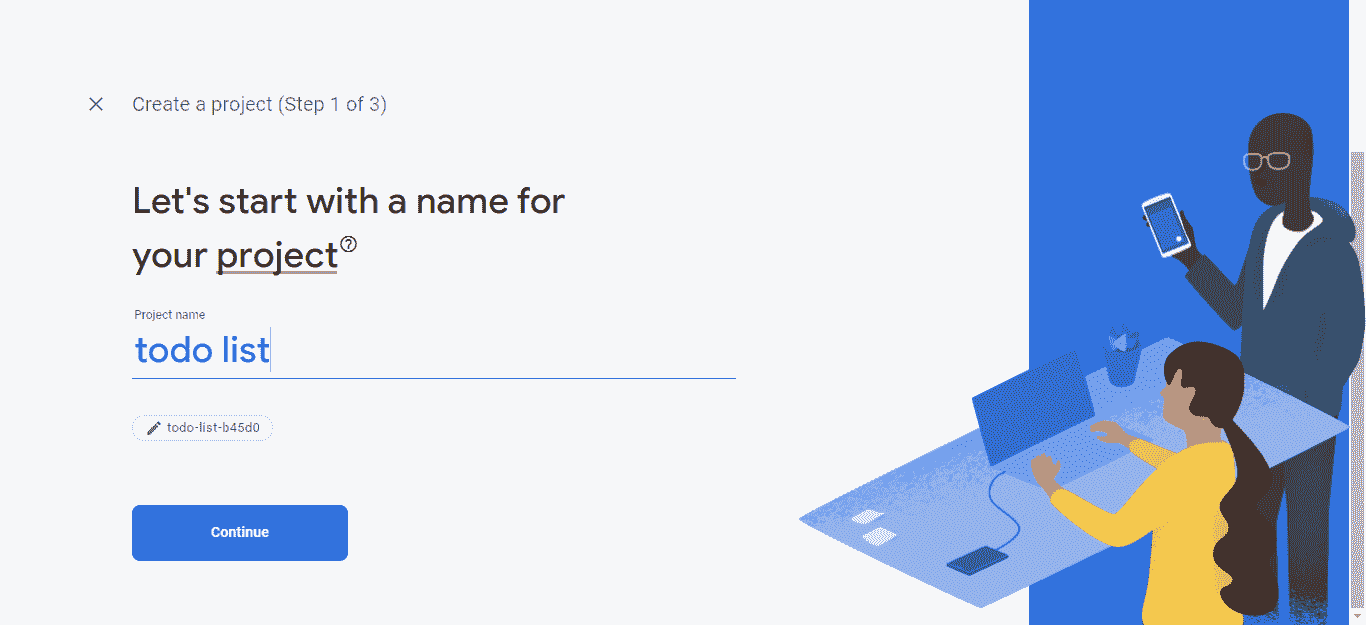 Create a project (Step 1 of 3)
Let's start with a name for
your project
Project name
todo list
todo-list-b45d0
Continue